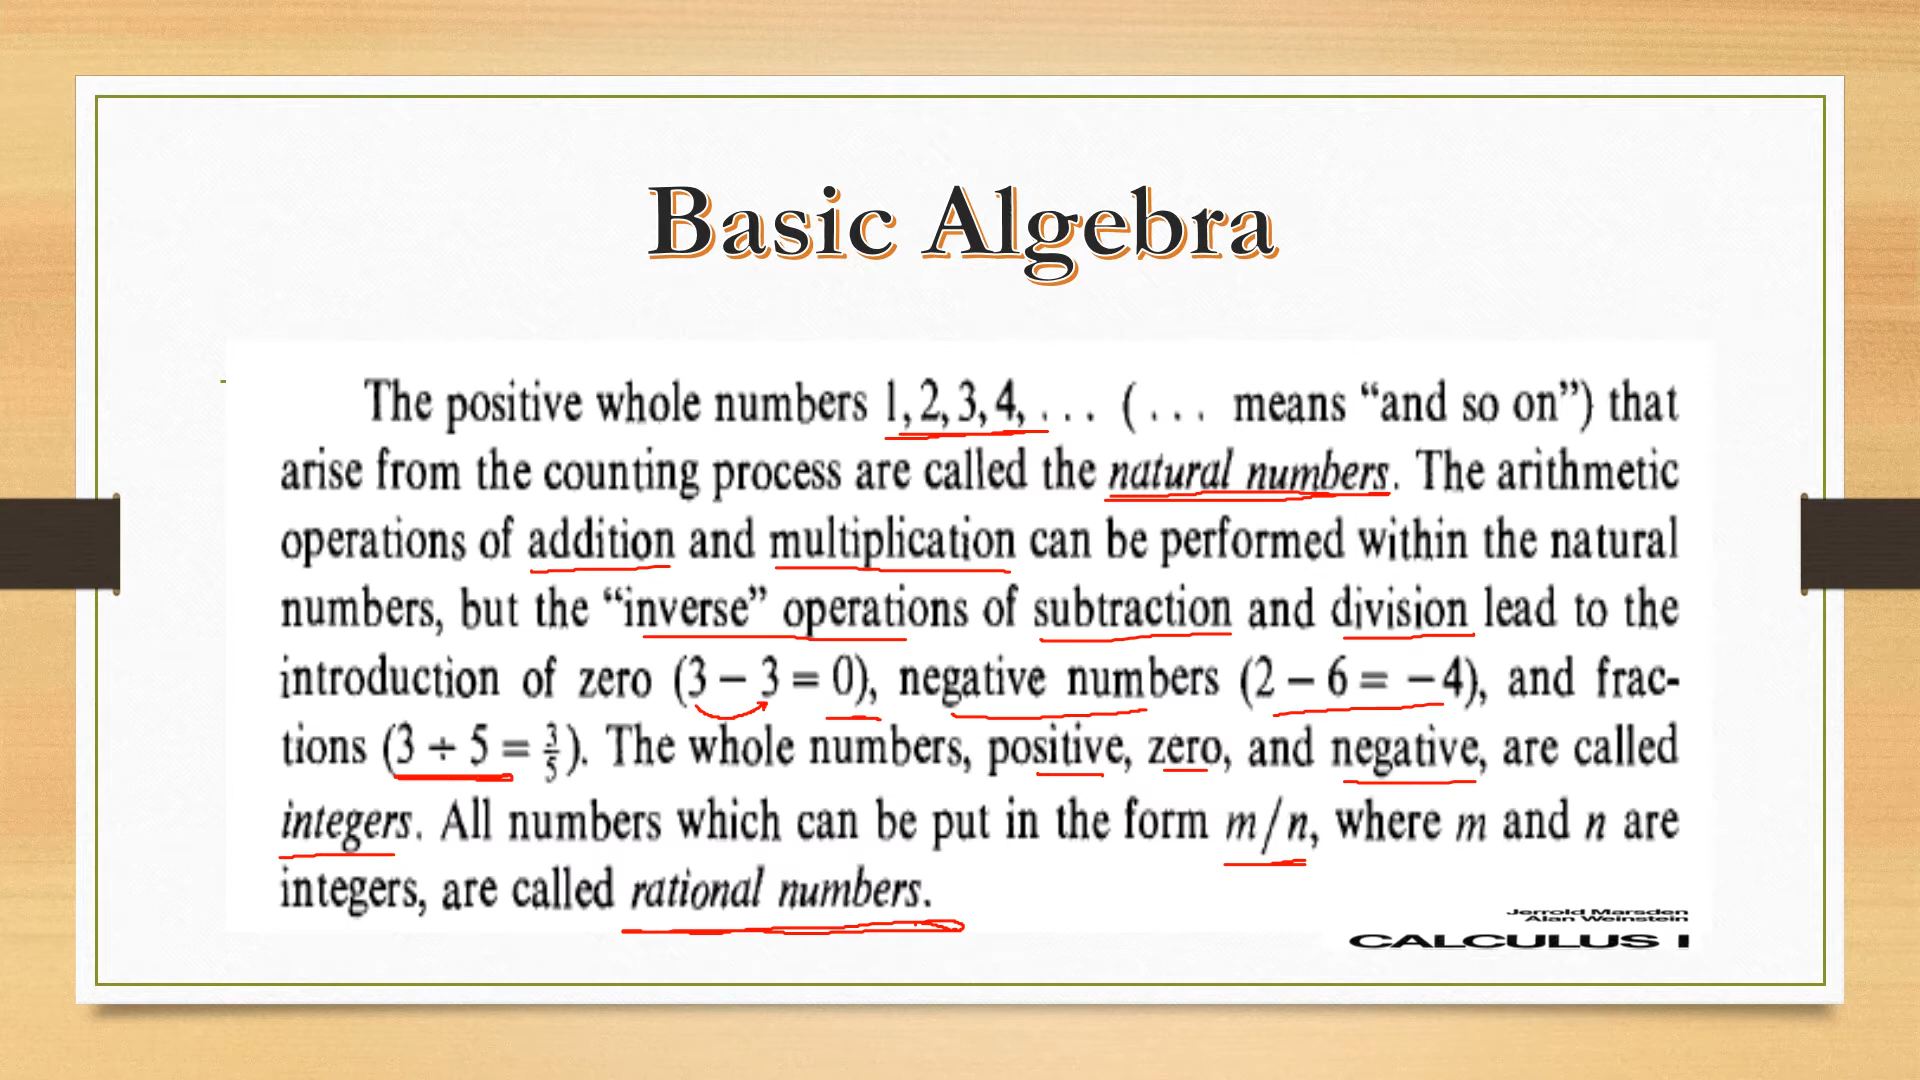 Basic Algebra
The positive whole numbers 1, 2, 3, 4, . . . ( . . . means “and so on”) that
arise from the counting process are called the natural numbers. The arithmetic
operations of addition and multiplication can be performed within the natural
numbers, but the “inverse” operations of subtraction and division lead to the
introduction of zero (3 − 3 = 0), negative numbers (2 − 6 = −4), and frac-
tions (3 ÷ 5 = 3/5). The whole numbers, positive, zero, and negative, are called
integers. All numbers which can be put in the form m/n, where m and n are
integers, are called rational numbers.
Jerrold Marsden
Alan Weinstein
CALCULUS I